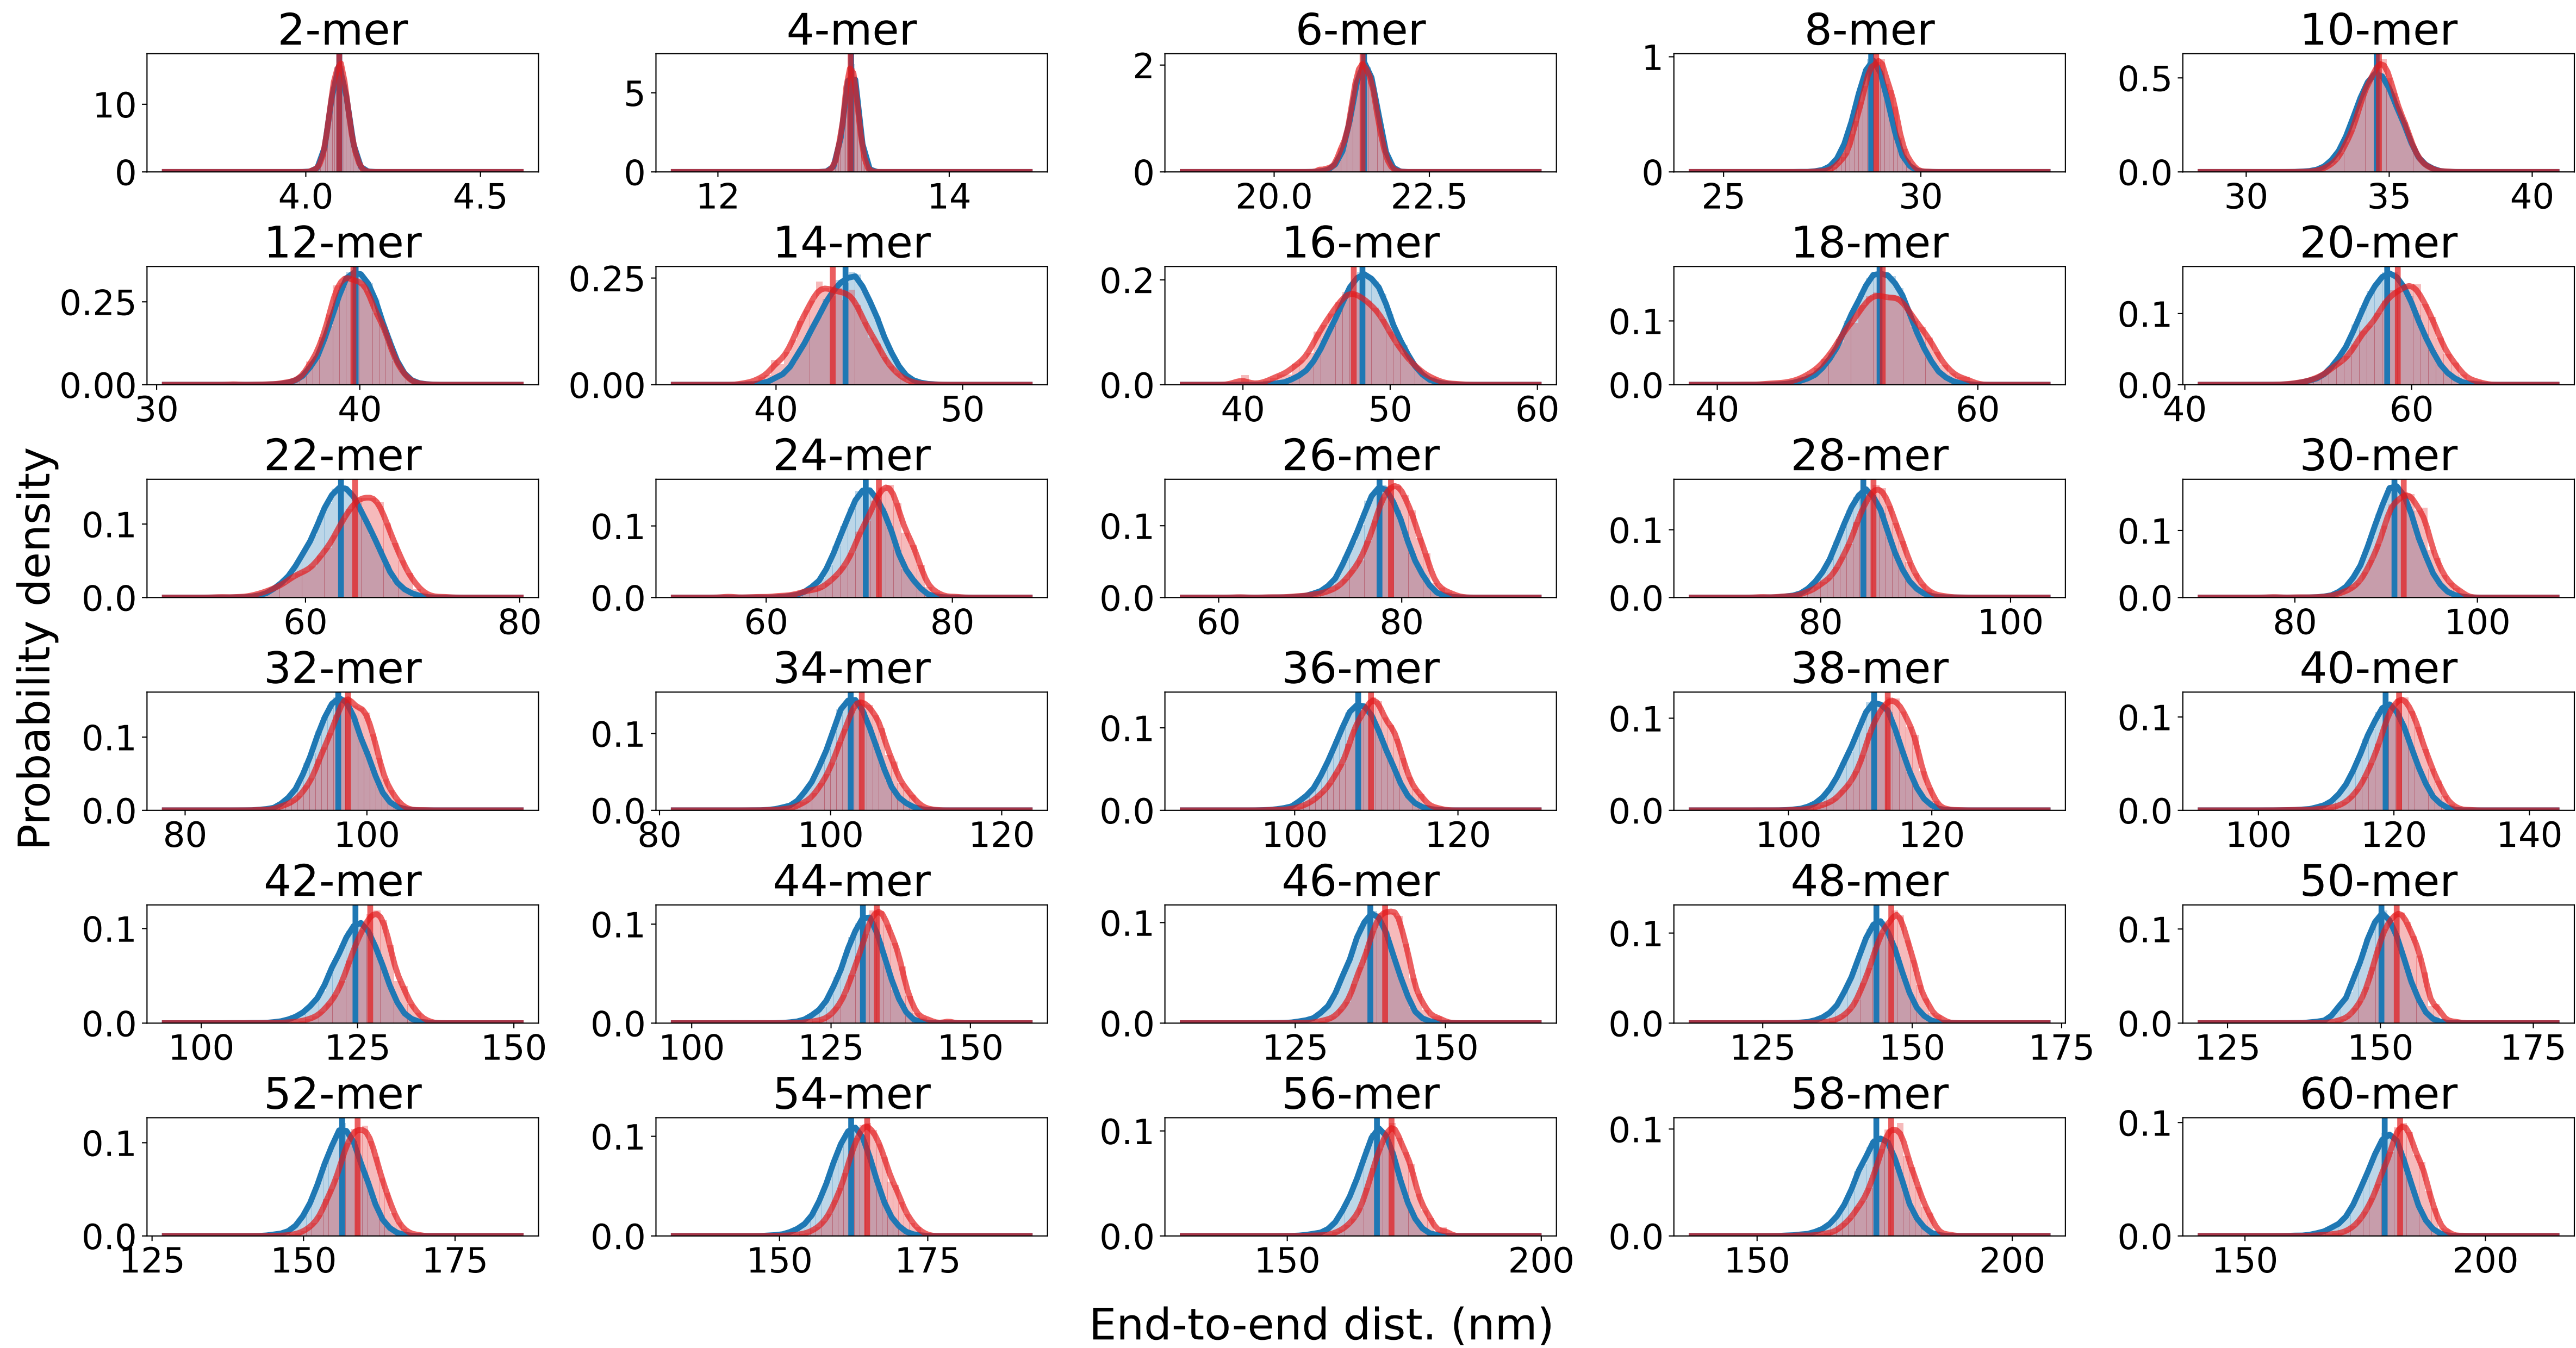 2-mer 4-mer 6-mer 8-mer 10-mer
10 5 2 1 0.5
0 0 0 0 0.0
4.0 4.5 12 14 20.0 22.5 25 30 30 35 40
12-mer 14-mer 16-mer 18-mer 20-mer
0.25 0.25 0.2 0.1 0.1
0.00 0.00 0.0 0.0 0.0
30 40 40 50 40 50 60 40 60 40 60
22-mer 24-mer 26-mer 28-mer 30-mer
0.1 0.1 0.1 0.1 0.1
0.0 0.0 0.0 0.0 0.0
60 80 60 80 60 80 80 100 80 100
Probability density
32-mer 34-mer 36-mer 38-mer 40-mer
0.1 0.1 0.1 0.1 0.1
0.0 0.0 0.0 0.0 0.0
80 100 80 100 120 100 120 100 120 100 120 140
42-mer 44-mer 46-mer 48-mer 50-mer
0.1 0.1 0.1 0.1 0.1
0.0 0.0 0.0 0.0 0.0
100 125 150 100 125 150 125 150 125 150 175 125 150 175
52-mer 54-mer 56-mer 58-mer 60-mer
0.1 0.1 0.1 0.1 0.1
0.0 0.0 0.0 0.0 0.0
125 150 175 150 175 150 200 150 200 150 200
End-to-end dist. (nm)